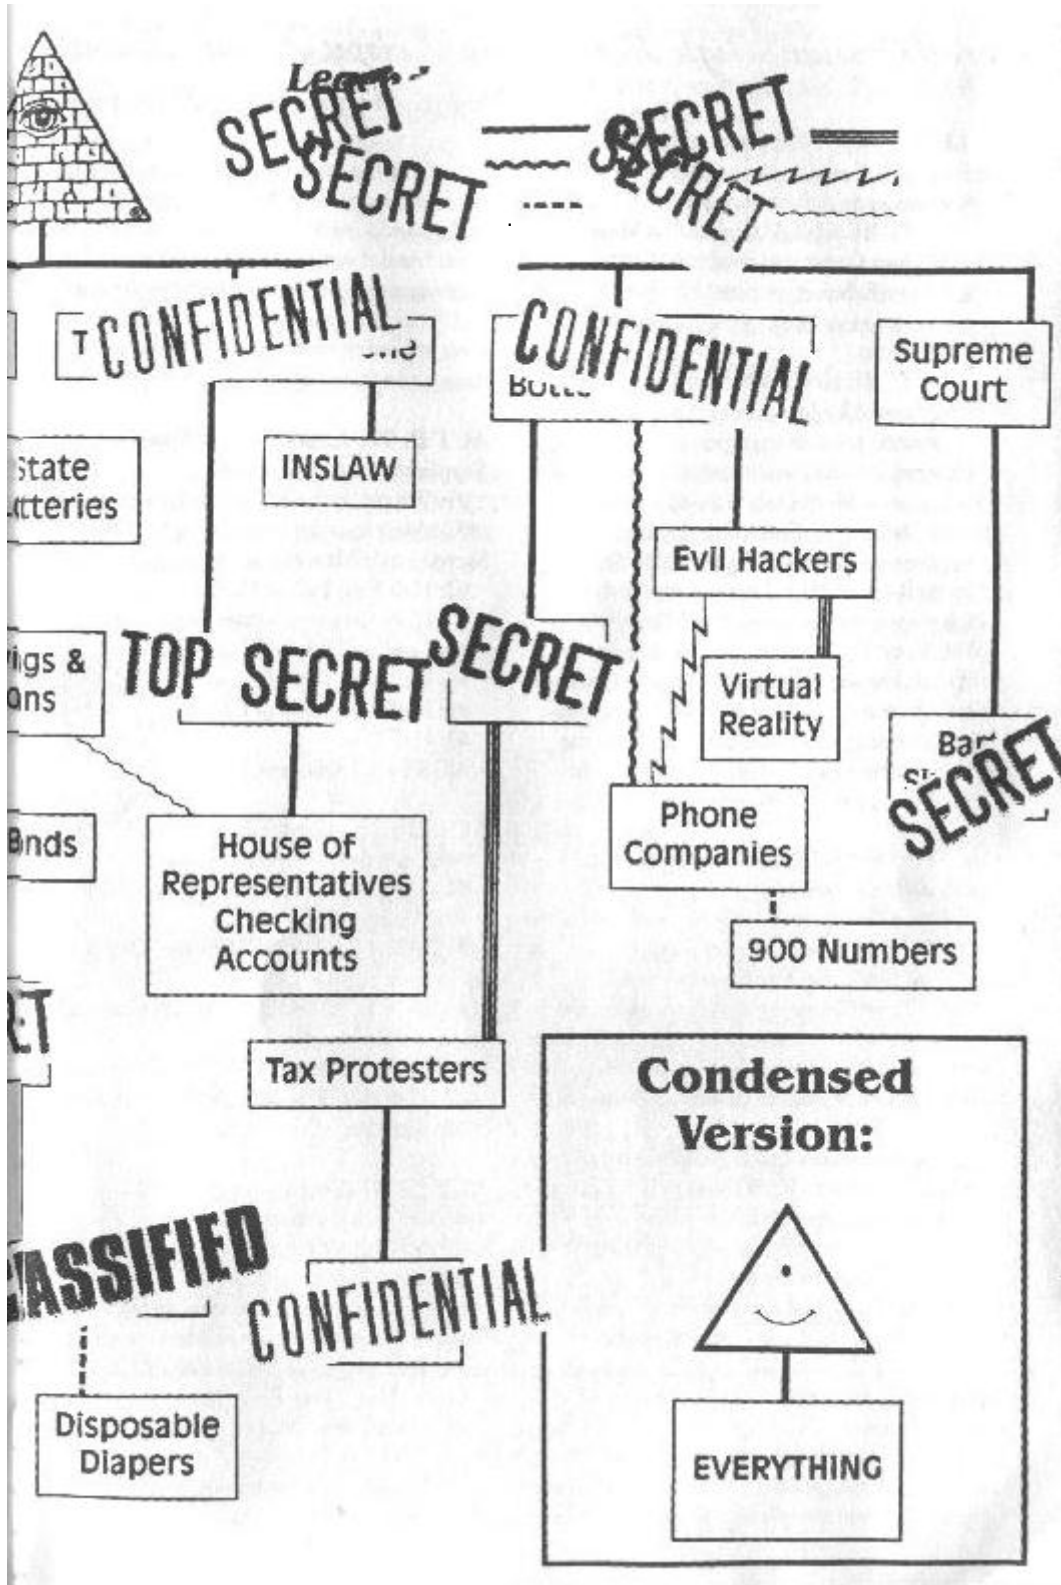 SECRET
SECRET
SECRET
SECRET
CONFIDENTIAL
CONFIDENTIAL
Supreme
Court
State
INSLAW
Evil Hackers
TOP SECRET
SECRET
Virtual
Reality
SECRET
Phone
Companies
House of
Representatives
Checking
Accounts
900 Numbers
Tax Protesters
Condensed
Version:
CONFIDENTIAL
Disposable
Diapers
EVERYTHING